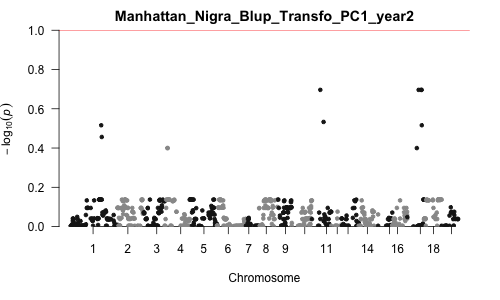 Manhattan_Nigra_Blup_Transfo_PC1_year2
1.0
0.8
0.6
0.4
0.2
0.0
− log10(p)
1 2 3 4 5 6 7 8 9 11 14 16 18
Chromosome